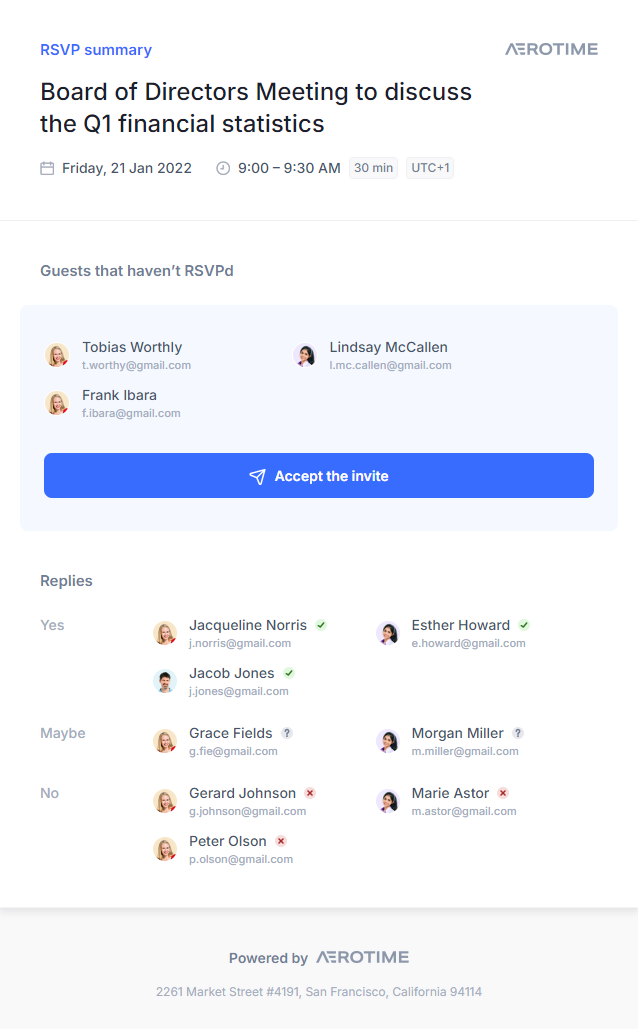 RSVP summary
AEROTIME
Board of Directors Meeting to discuss
the Q1 financial statistics
Friday, 21 Jan 2022 9:00 – 9:30 AM 30 min UTC+1
Guests that haven’t RSVPd
Tobias Worthly
t.worthy@gmail.com
Lindsay McCallen
l.mc.callen@gmail.com
Frank Ibara
f.ibara@gmail.com
Accept the invite
Replies
Yes
Jacqueline Norris
j.norris@gmail.com
Esther Howard
e.howard@gmail.com
Jacob Jones
j.jones@gmail.com
Maybe
Grace Fields ?
g.fie@gmail.com
Morgan Miller ?
m.miller@gmail.com
No
Gerard Johnson
g.johnson@gmail.com
Marie Astor
m.astor@gmail.com
Peter Olson
p.olson@gmail.com
Powered by AEROTIME
2261 Market Street #4191, San Francisco, California 94114